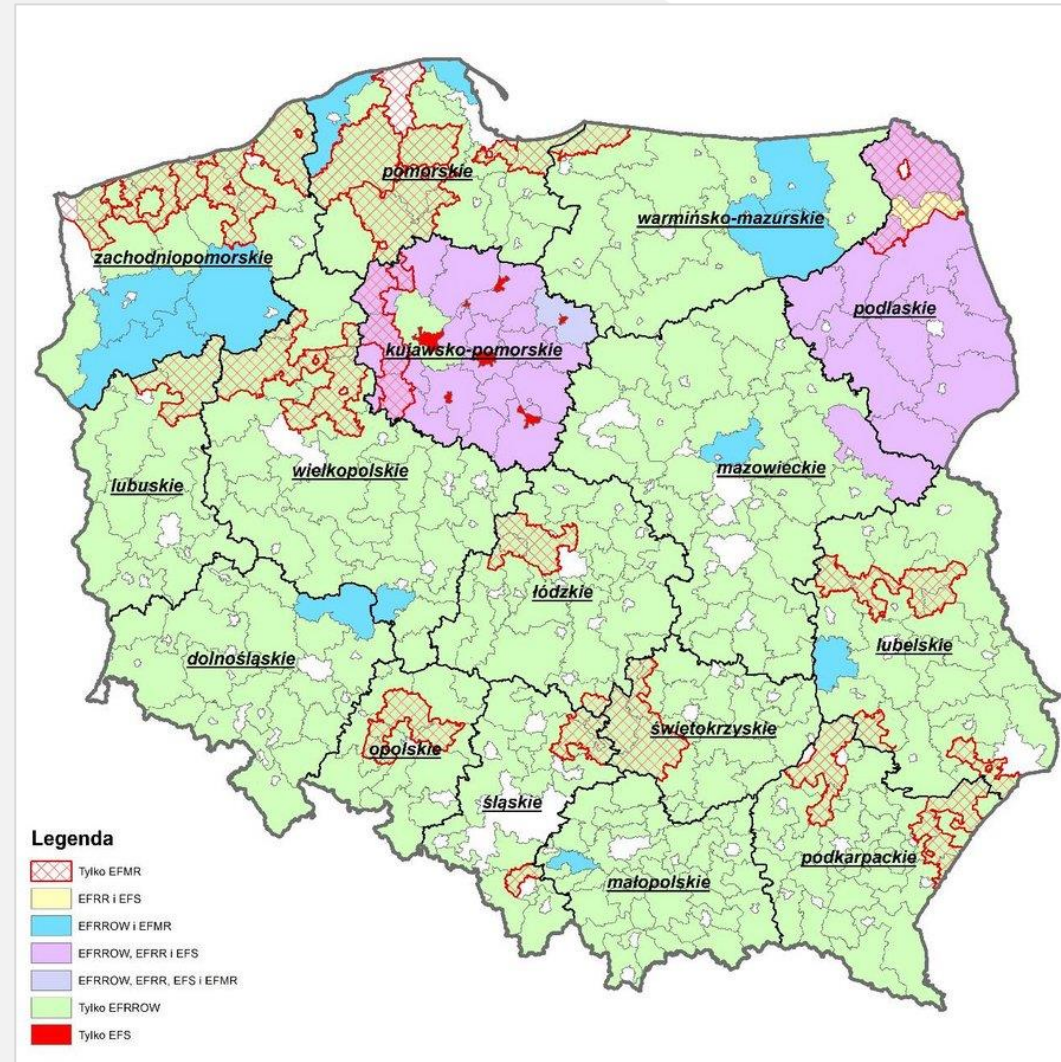 pomorskie
warmińsko-mazurskie
zachodniopomorskie
podlaskie
kujawsko-pomorskie
mazowieckie
wielkopolskie
lubuskie
łódzkie
lubelskie
dolnośląskie
świętokrzyskie
opolskie
śląskie
podkarpackie
małopolskie
Legenda
Tylko EFMR
EFRR i EFS
EFRROW i EFMR
EFRROW, EFRR i EFS
EFRROW, EFRR, EFS i EFMR
Tylko EFRROW
Tylko EFS